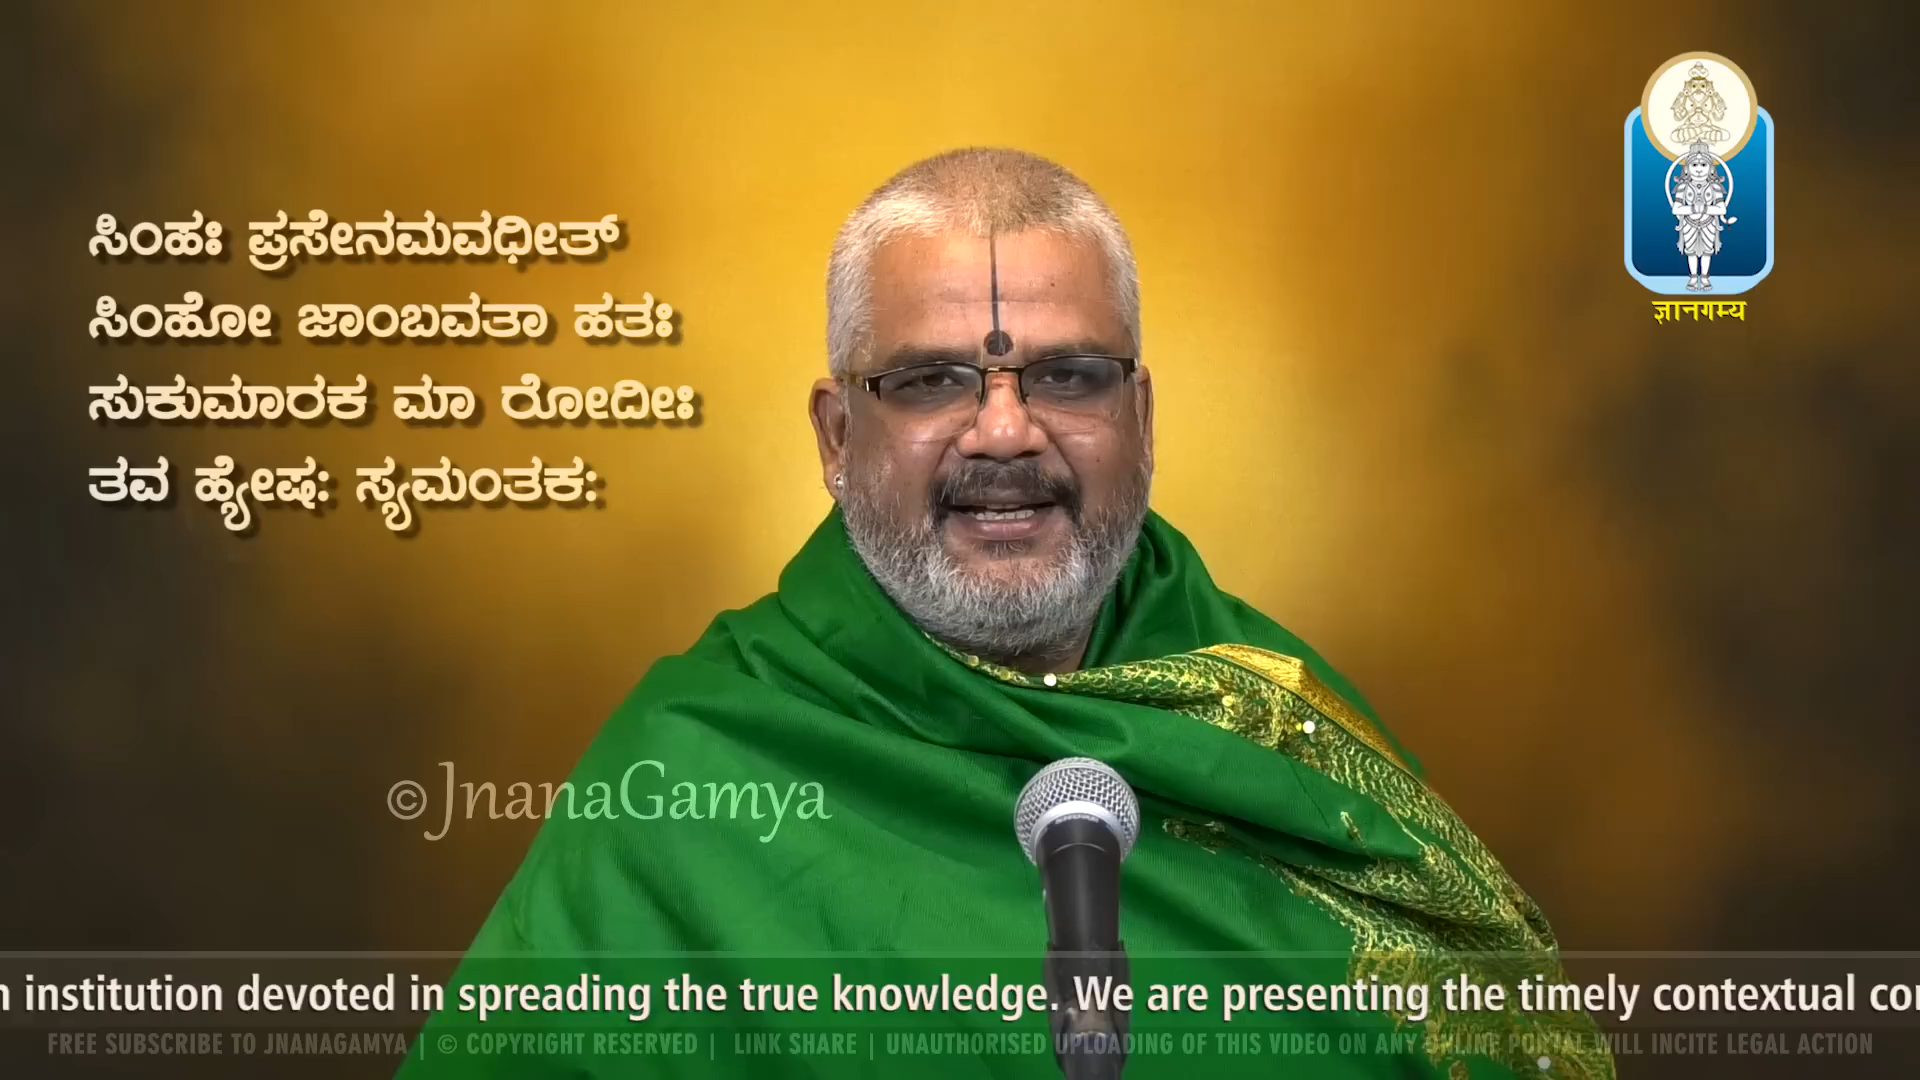 ಸಿಂಹಃ ಪ್ರಸೇನಮವಧೀತ್
ಸಿಂಹೋ ಜಾಂಬವತಾ ಹತಃ
ಸುಕುಮಾರಕ ಮಾ ರೋದೀಃ
ತವ ಹ್ಯೇಷ: ಸ್ಯಮಂತಕ:
ज्ञानगम्य
©JnanaGamya
institution devoted in spreading the true knowledge. We are presenting the timely contextual
FREE SUBSCRIBE TO JNANAGAMYA | © COPYRIGHT RESERVED | LINK SHARE | UNAUTHORISED UPLOADING OF THIS VIDEO ON ANY ONLINE PORTAL WILL INCITE LEGAL ACTION